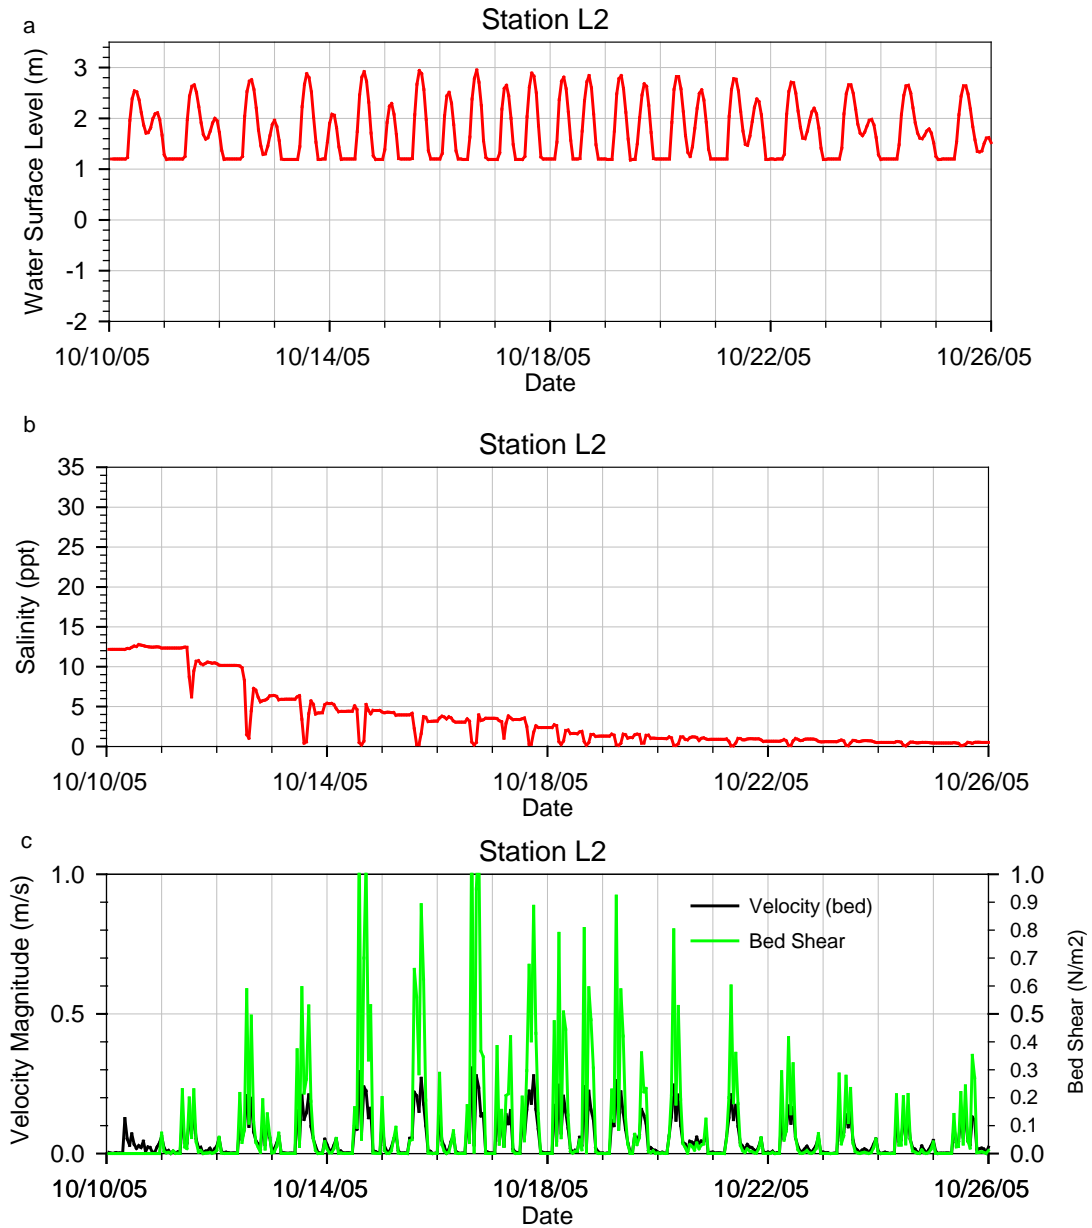 a
Station L2
Water Surface Level (m)
3
2
1
0
-1
-2
10/10/05 10/14/05 10/18/05 10/22/05 10/26/05
Date
b
Station L2
Salinity (ppt)
35
30
25
20
15
10
5
0
10/10/05 10/14/05 10/18/05 10/22/05 10/26/05
Date
c
Station L2
Velocity Magnitude (m/s)
1.0
0.5
0.0
Velocity (bed)
Bed Shear
1.0
0.9
0.8
0.7
0.6
0.5
0.4
0.3
0.2
0.1
0.0
Bed Shear (N/m2)
10/10/05 10/14/05 10/18/05 10/22/05 10/26/05
Date